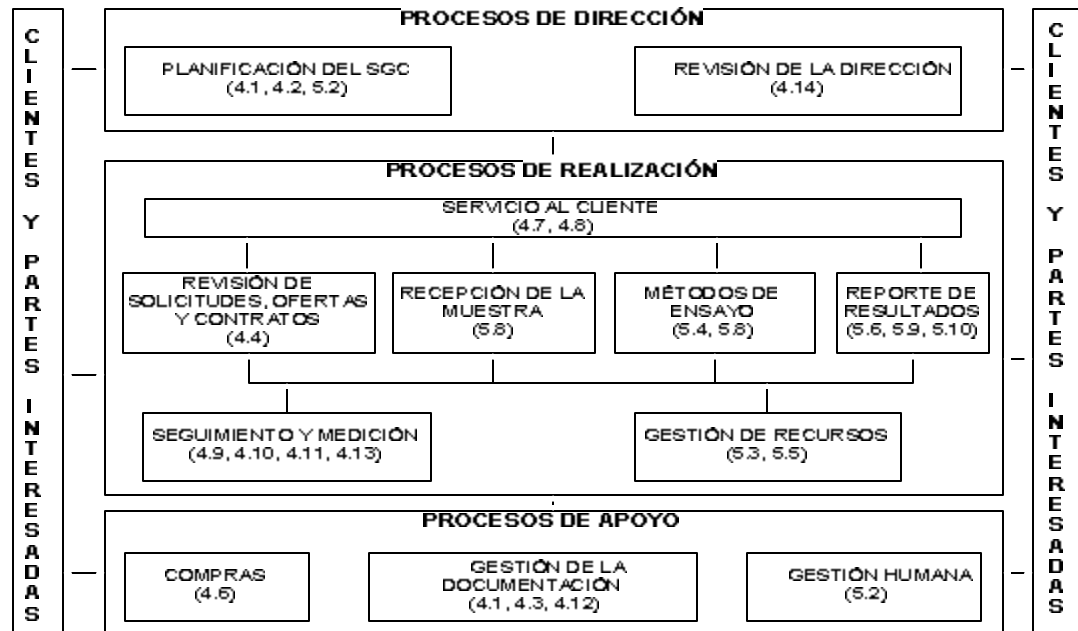 CLIENTES Y PARTES INTERESADAS
PROCESOS DE DIRECCIÓN
PLANIFICACIÓN DEL SGC
(4.1, 4.2, 5.2)
REVISIÓN DE LA DIRECCIÓN
(4.14)
PROCESOS DE REALIZACIÓN
SERVICIO AL CLIENTE
(4.7, 4.8)
REVISIÓN DE
SOLICITUDES, OFERTAS
Y CONTRATOS
(4.4)
RECEPCIÓN DE LA
MUESTRA
(5.8)
MÉTODOS DE
ENSAYO
(5.4, 5.8)
REPORTE DE
RESULTADOS
(5.6, 5.9, 5.10)
SEGUIMIENTO Y MEDICIÓN
(4.9, 4.10, 4.11, 4.13)
GESTIÓN DE RECURSOS
(5.3, 5.5)
PROCESOS DE APOYO
COMPRAS
(4.6)
GESTIÓN DE LA
DOCUMENTACIÓN
(4.1, 4.3, 4.12)
GESTIÓN HUMANA
(5.2)
CLIENTES Y PARTES INTERESADAS